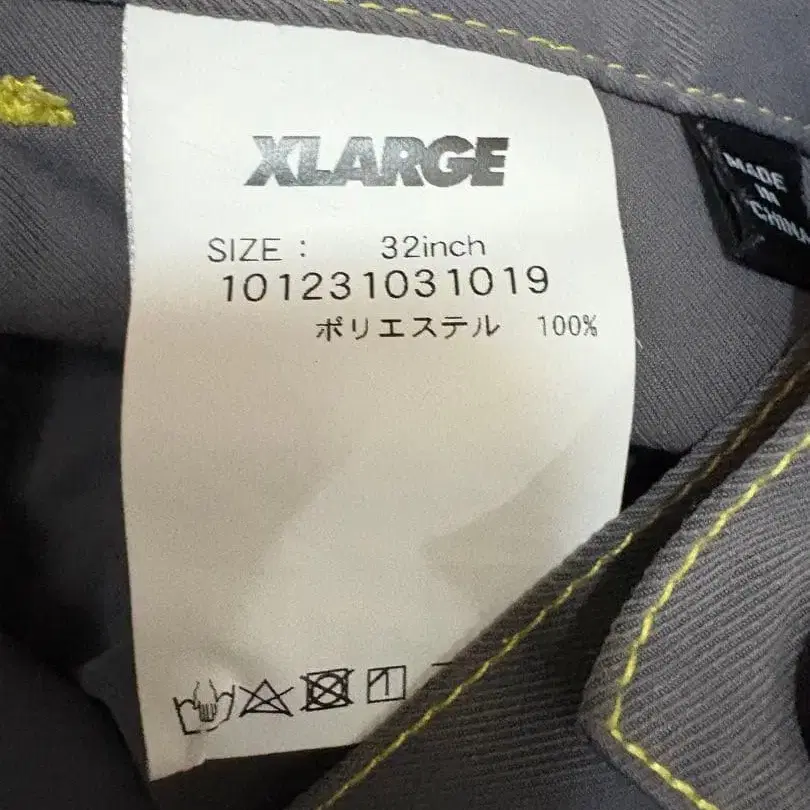 XLARGE
SIZE : 32inch
101231031019
ポリエステル 100%
MADE
IN
CHINA